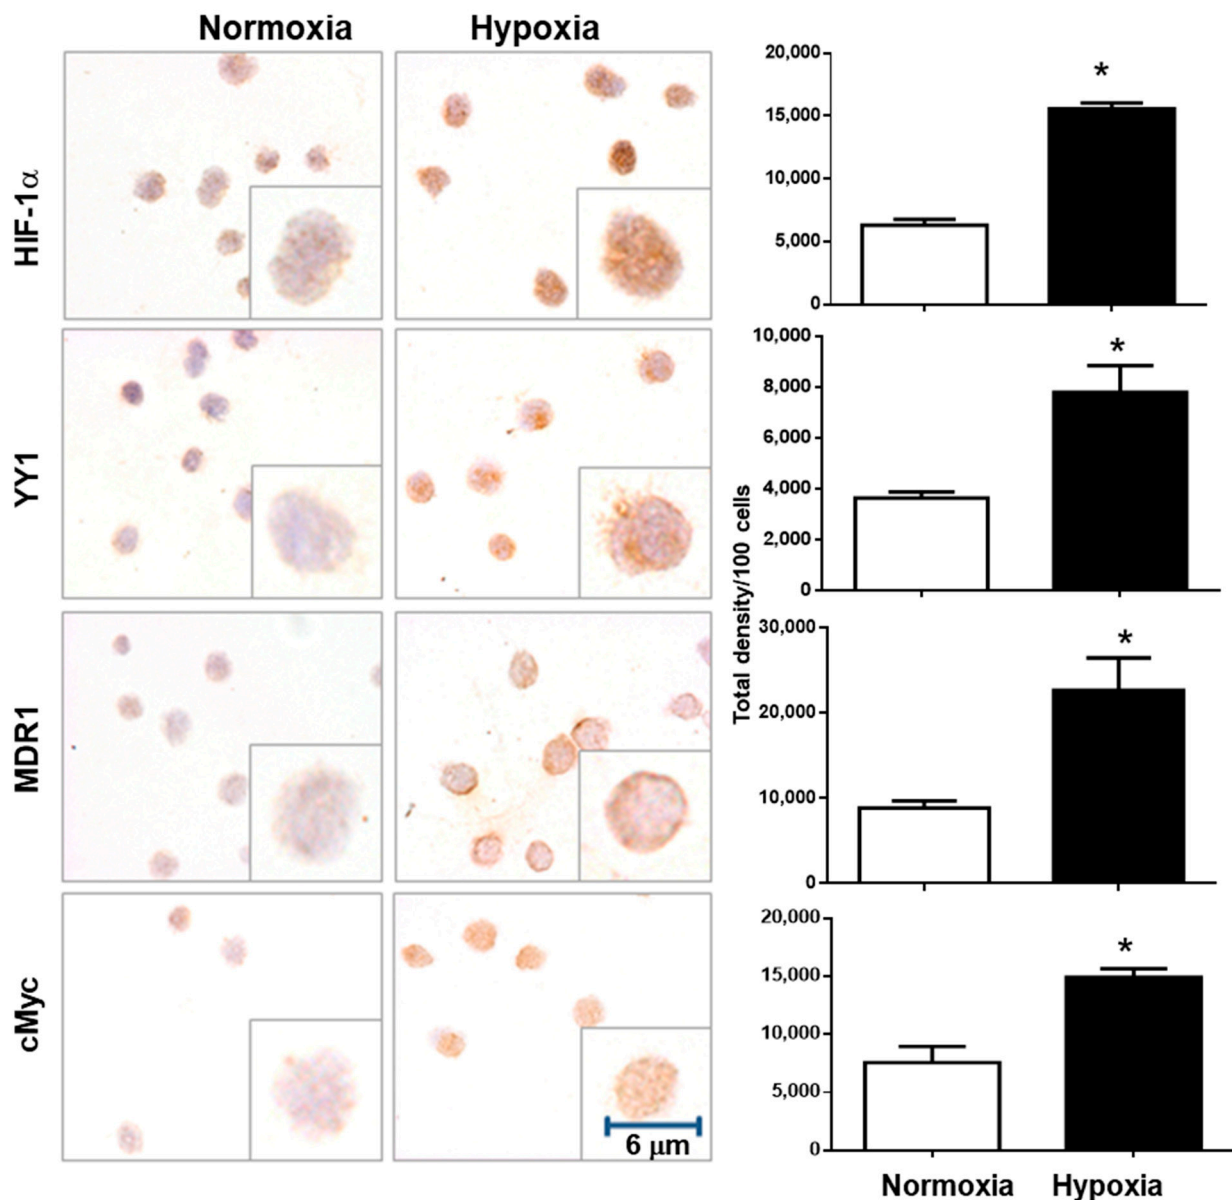 Normoxia
Hypoxia
HIF-1α
20,000
*
15,000
10,000
5,000
0
YY1
10,000
*
8,000
6,000
4,000
2,000
0
Total density/100 cells
MDR1
30,000
*
20,000
10,000
0
cMyc
6 μm
20,000
*
15,000
10,000
5,000
0
Normoxia
Hypoxia